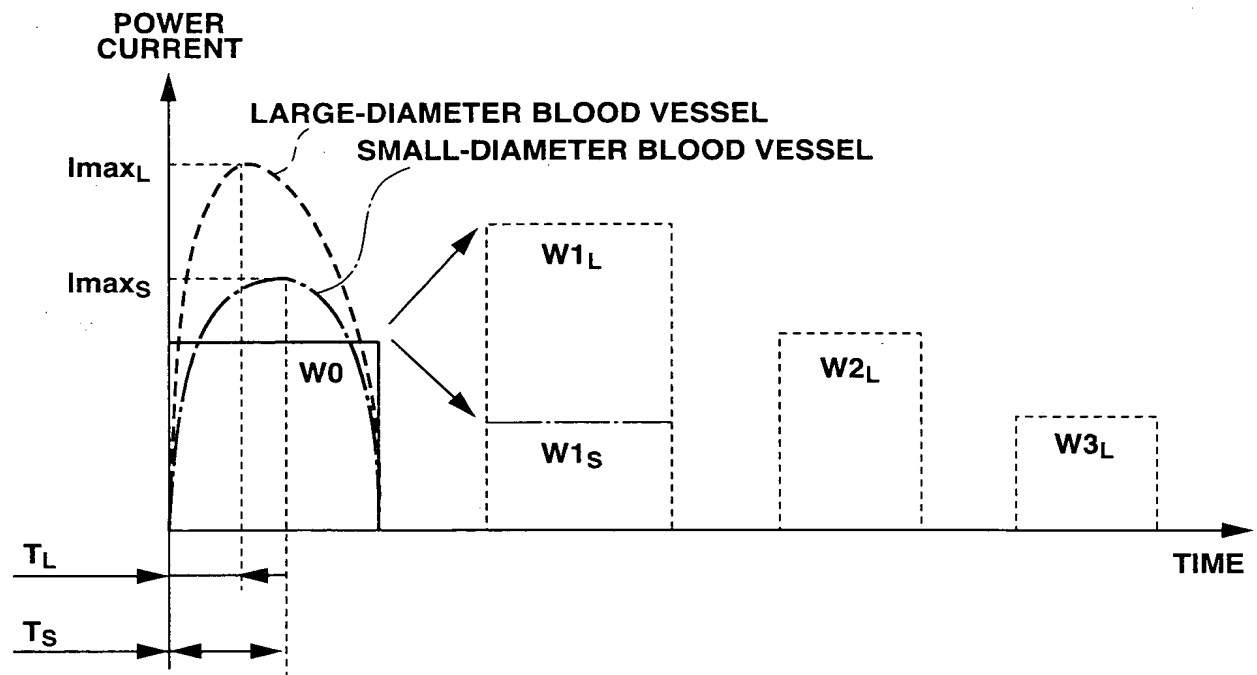 POWER
CURRENT
LARGE-DIAMETER BLOOD VESSEL
SMALL-DIAMETER BLOOD VESSEL
ImaxL
ImaxS
W0
W1L
W1S
W2L
W3L
TIME
TL
TS